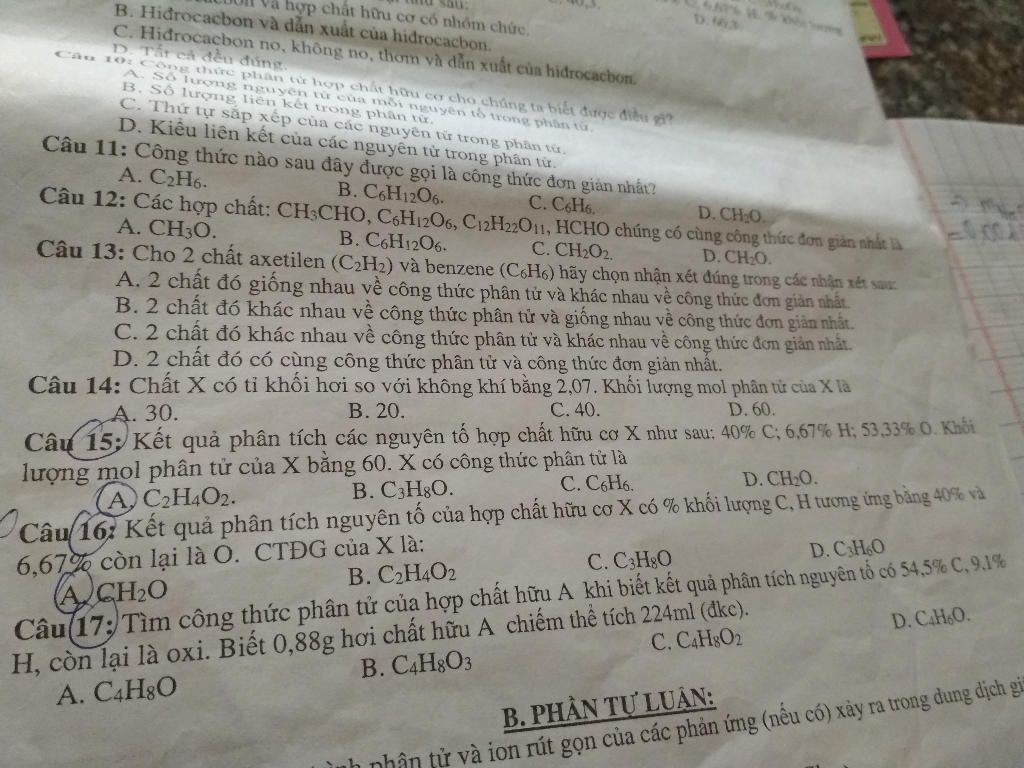 và hợp chất hữu cơ có nhóm chức.
B. Hiđrocacbon và dẫn xuất của hiđrocacbon.
C. Hiđrocacbon no, không no, thơm và dẫn xuất của hiđrocacbon.
D. Tất cả đều đúng.
Câu 10: Công thức phân tử hợp chất hữu cơ cho chúng ta biết được điều gì?
A. Số lượng nguyên tử của mỗi nguyên tố trong phân tử.
B. Số lượng liên kết trong phân tử.
C. Thứ tự sắp xếp của các nguyên tử trong phân tử.
D. Kiểu liên kết của các nguyên tử trong phân tử.
Câu 11: Công thức nào sau đây được gọi là công thức đơn giản nhất?
A. C2H6. B. C6H12O6. C. C6H6. D. CH2O.
Câu 12: Các hợp chất: CH3CHO, C6H12O6, C12H22O11, HCHO chúng có cùng công thức đơn giản nhất là
A. CH3O. B. C6H12O6. C. CH2O2. D. CH2O.
Câu 13: Cho 2 chất axetilen (C2H2) và benzene (C6H6) hãy chọn nhận xét đúng trong các nhận xét sau:
A. 2 chất đó giống nhau về công thức phân tử và khác nhau về công thức đơn giản nhất.
B. 2 chất đó khác nhau về công thức phân tử và giống nhau về công thức đơn giản nhất.
C. 2 chất đó khác nhau về công thức phân tử và khác nhau về công thức đơn giản nhất.
D. 2 chất đó có cùng công thức phân tử và công thức đơn giản nhất.
Câu 14: Chất X có tỉ khối hơi so với không khí bằng 2,07. Khối lượng mol phân tử của X là
A. 30. B. 20. C. 40. D. 60.
Câu 15: Kết quả phân tích các nguyên tố hợp chất hữu cơ X như sau: 40% C; 6,67% H; 53,33% O. Khối
lượng mol phân tử của X bằng 60. X có công thức phân tử là
A. C2H4O2. B. C3H8O. C. C6H6. D. CH2O.
Câu 16: Kết quả phân tích nguyên tố của hợp chất hữu cơ X có % khối lượng C, H tương ứng bằng 40% và
6,67% còn lại là O. CTĐG của X là:
A. CH2O B. C2H4O2 C. C3H8O D. C3H6O
Câu 17: Tìm công thức phân tử của hợp chất hữu A khi biết kết quả phân tích nguyên tố có 54,5% C, 9.1%
H, còn lại là oxi. Biết 0,88g hơi chất hữu A chiếm thể tích 224ml (đkc).
A. C4H8O B. C4H8O3 C. C4H8O2 D. C4H6O.
B. PHẦN TỰ LUẬN:
phân tử và ion rút gọn của các phản ứng (nếu có) xảy ra trong dung dịch